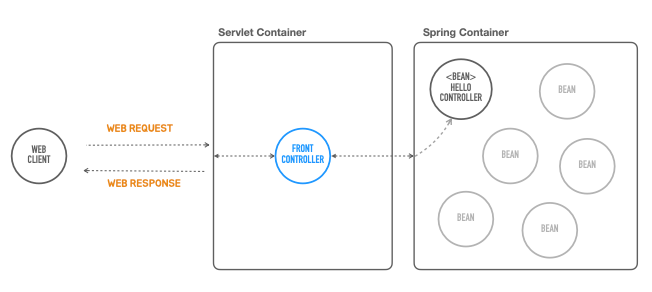 Servlet Container
Spring Container
<BEAN>
HELLO
CONTROLLER
BEAN
WEB REQUEST
WEB
CLIENT
FRONT
CONTROLLER
BEAN
BEAN
WEB RESPONSE
BEAN
BEAN